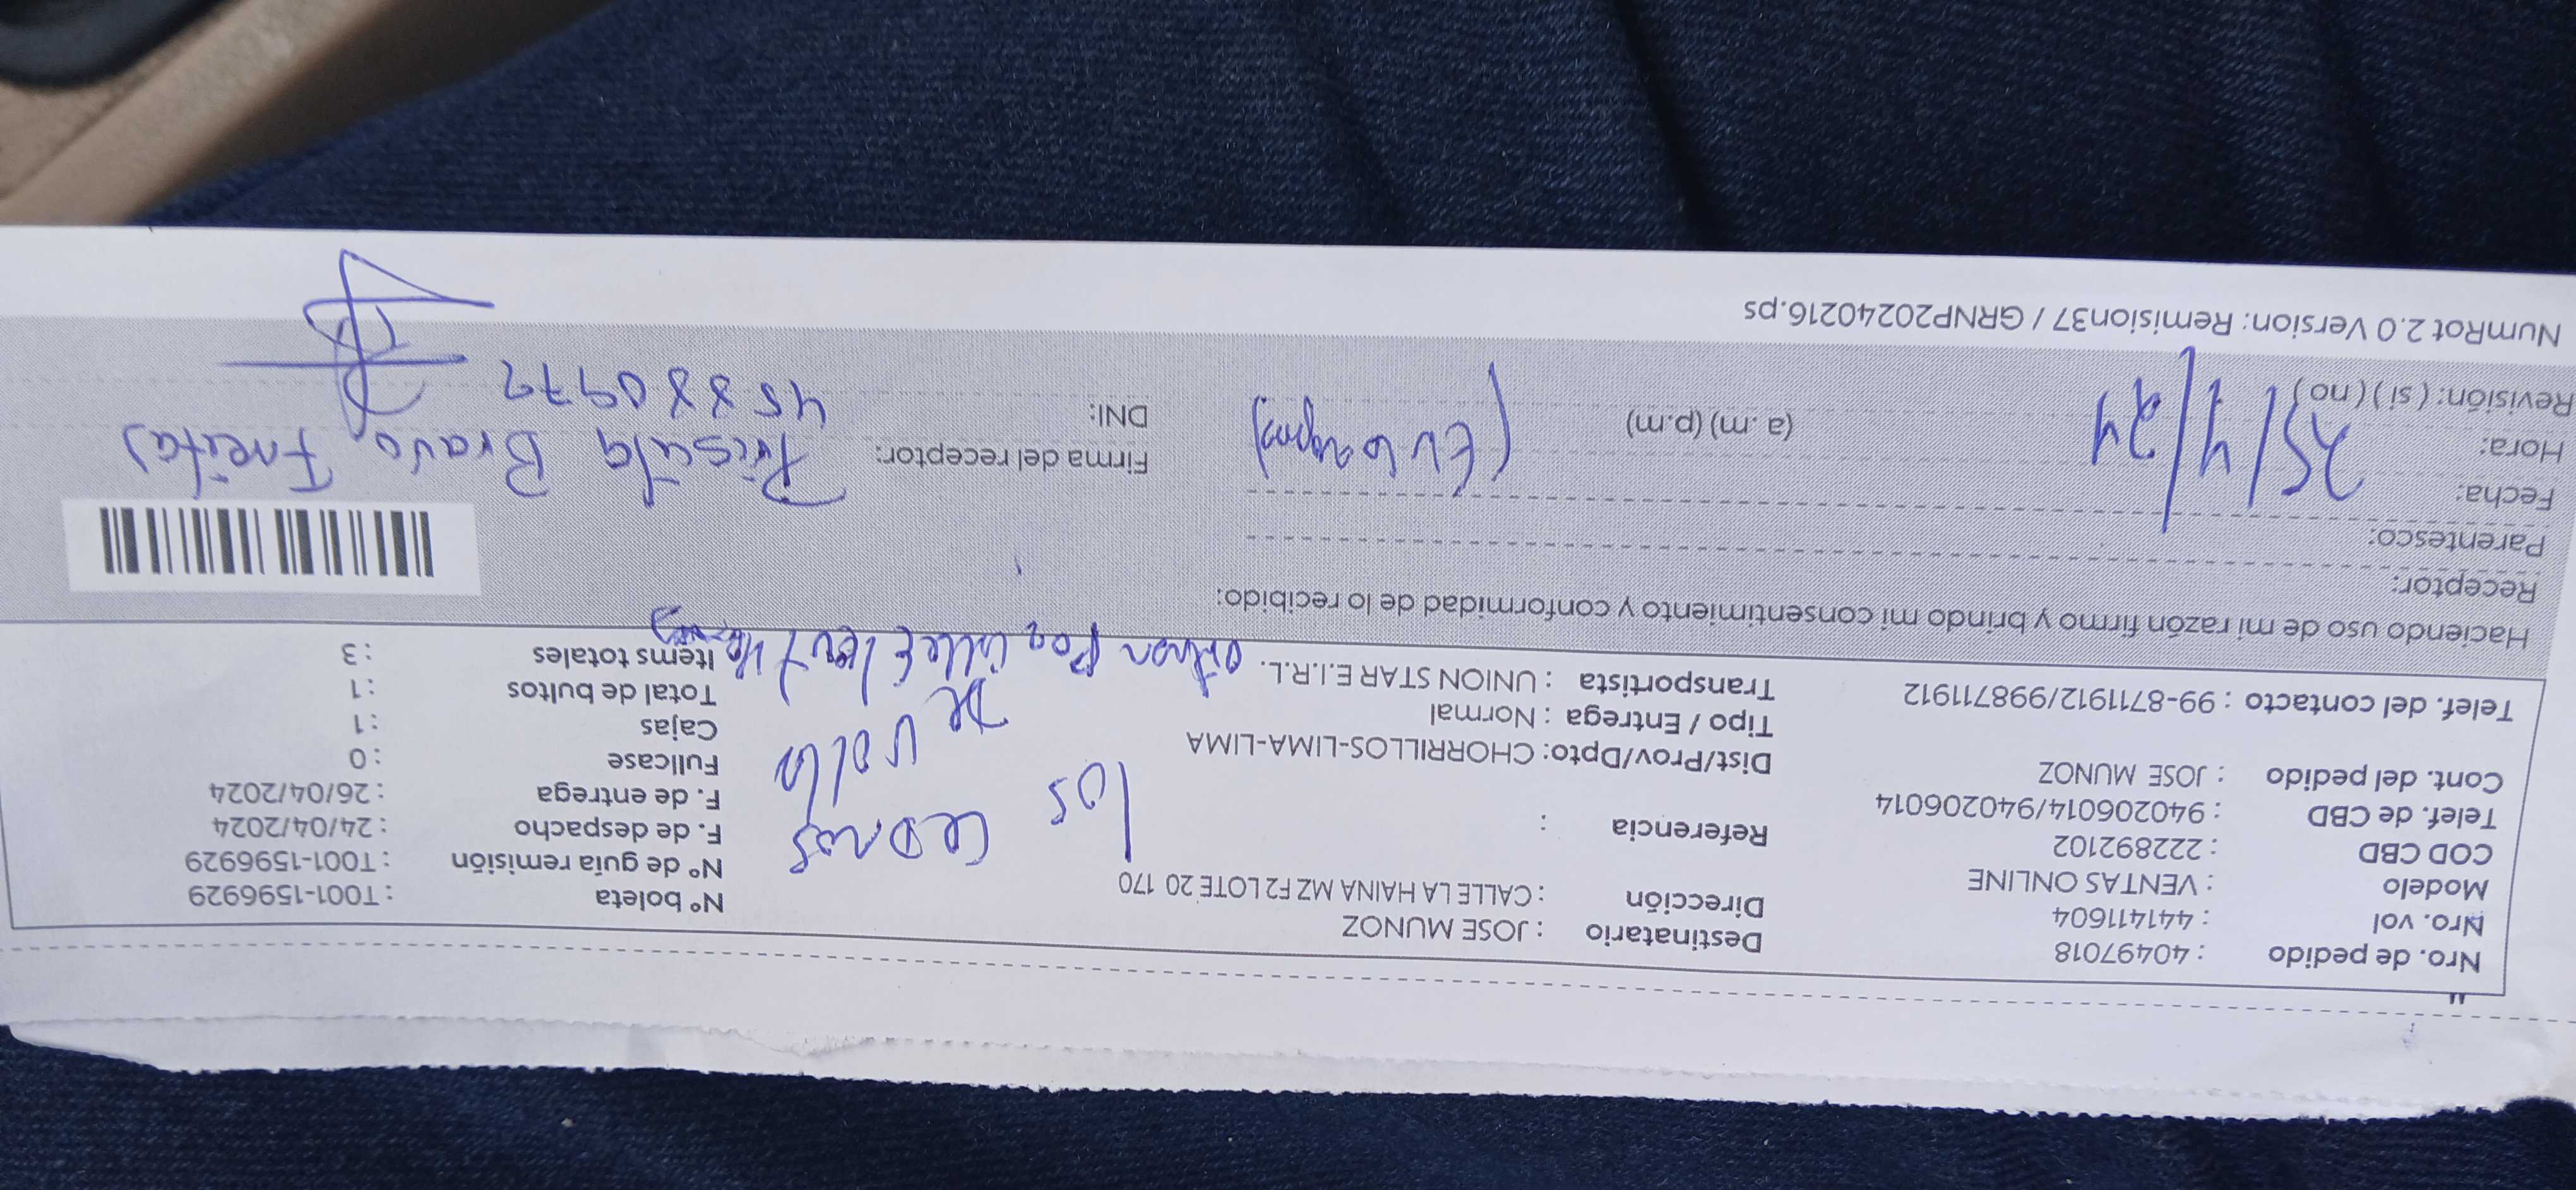 Nro. de pedido : 40497018
Nro. vol : 441411604
Modelo : VENTAS ONLINE
COD CBD : 222892102
Telef. de CBD : 940206014/940206014
Cont. del pedido : JOSE MUNOZ
Telef. del contacto : 99-8711912/998711912
Destinatario : JOSE MUNOZ
Dirección : CALLE LA HAINA MZ F2 LOTE 20 170
Referencia :
Dist/Prov/Dpto: CHORRILLOS-LIMA-LIMA
Tipo / Entrega : Normal
Transportista : UNION STAR E.I.R.L.
los
De
Nº boleta : T001-1596929
Nº de guía remisión : T001-1596929
F. de despacho : 24/04/2024
F. de entrega : 26/04/2024
Fullcase : 0
Cajas : 1
Total de bultos : 1
Items totales : 3
Haciendo uso de mi razón firmo y brindo mi consentimiento y conformidad de lo recibido:
Receptor:
Parentesco:
Fecha: 25/4/24
Hora: (a.m) (p.m)
Revisión: (si) (no)
Firma del receptor: Priscila Bravo Freitas
DNI: 45880972
NumRot 2.0 Version: Remision37 / GRNP20240216.ps